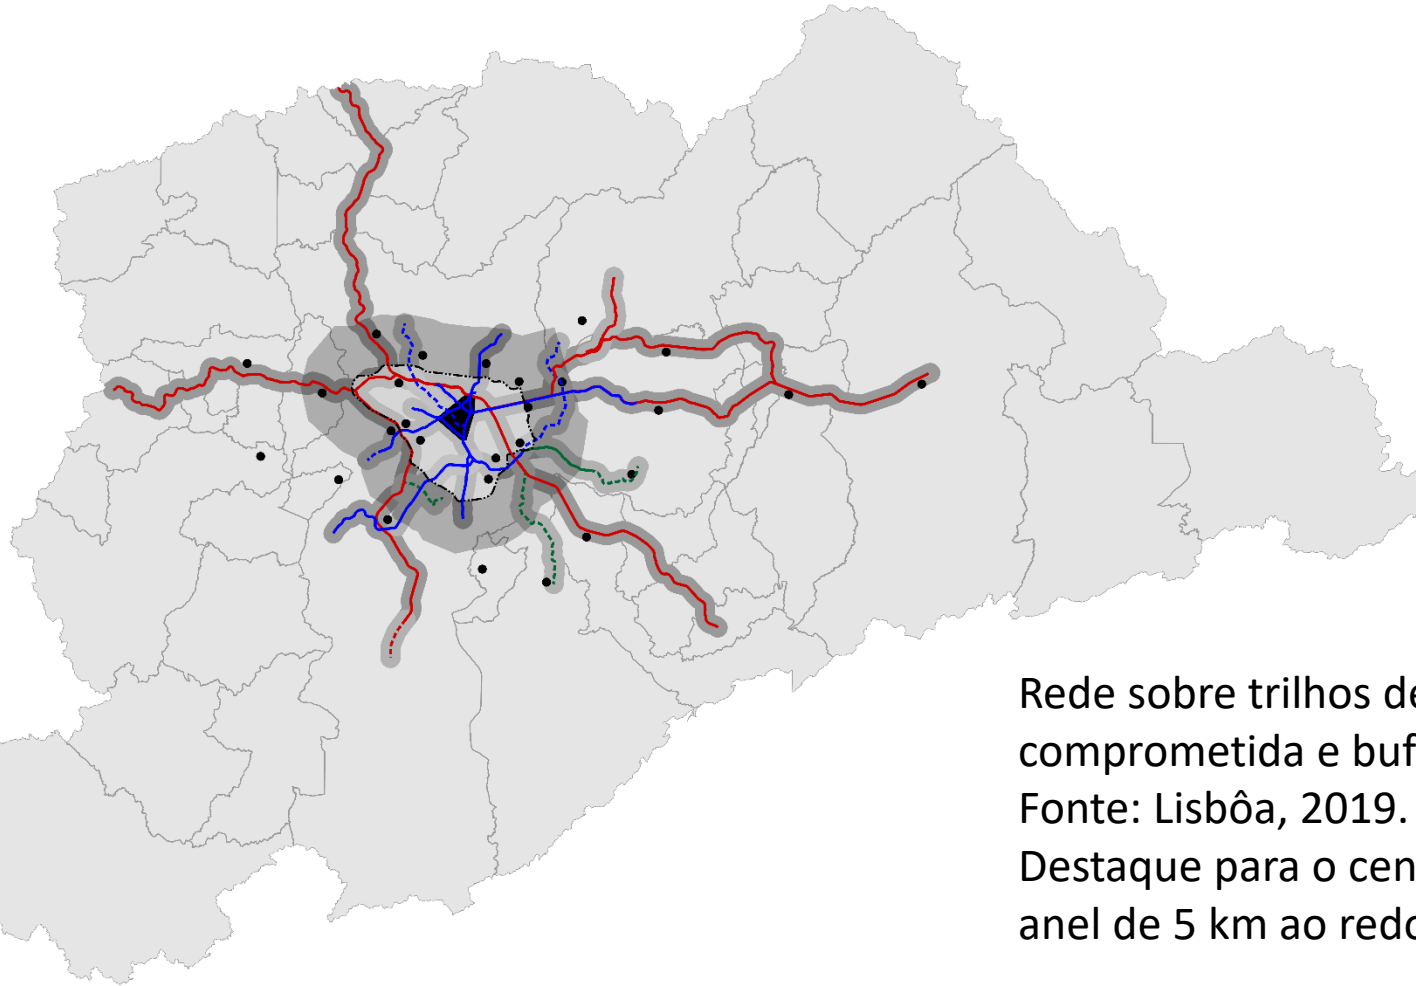 Rede sobre trilhos de
comprometida e buf
Fonte: Lisbôa, 2019.
Destaque para o cen
anel de 5 km ao redo